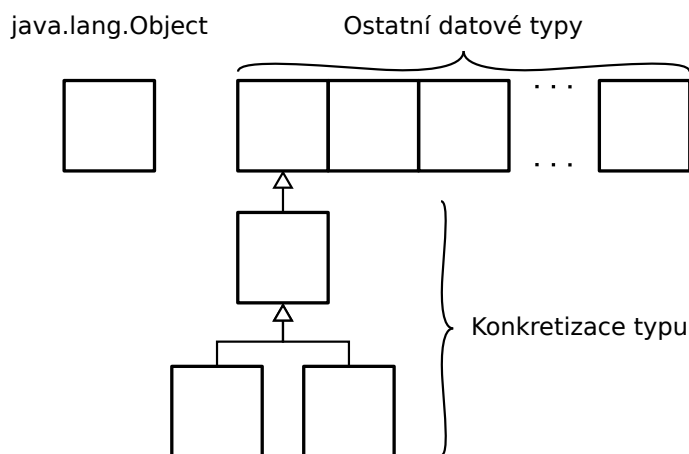 java.lang.Object
Ostatní datové typy
. . .
. . .
Konkretizace typu